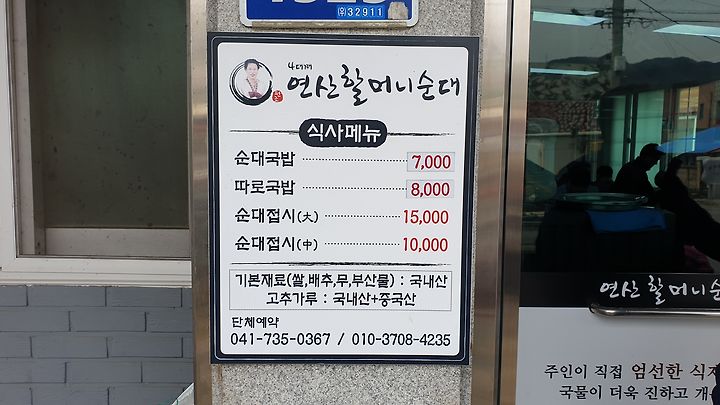 (우)32911
4대째
연산할머니순대
식사메뉴
순대국밥 7,000
따로국밥 8,000
순대접시(大) 15,000
순대접시(中) 10,000
기본재료(쌀,배추,무,부산물) : 국내산
고추가루 : 국내산+중국산
단체예약
041-735-0367 / 010-3708-4235
연산할머니순
주인이 직접 엄선한 식
국물이 더욱 진하고 개